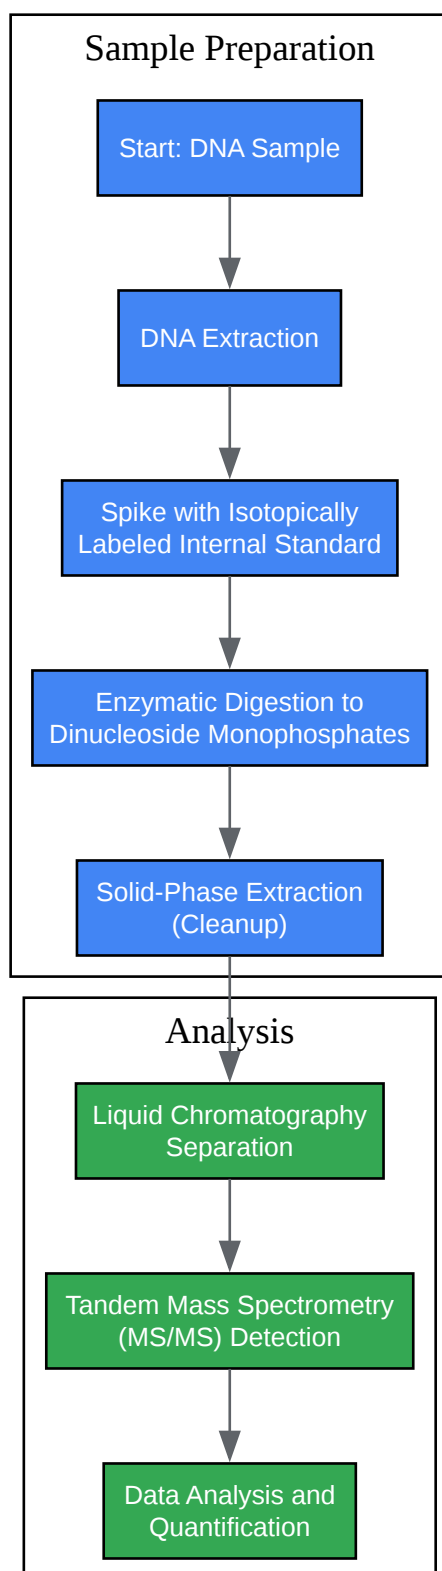 Sample Preparation
Start: DNA Sample
DNA Extraction
Spike with Isotopically
Labeled Internal Standard
Enzymatic Digestion to
Dinucleoside Monophosphates
Solid-Phase Extraction
(Cleanup)
Analysis
Liquid Chromatography
Separation
Tandem Mass Spectrometry
(MS/MS) Detection
Data Analysis and
Quantification